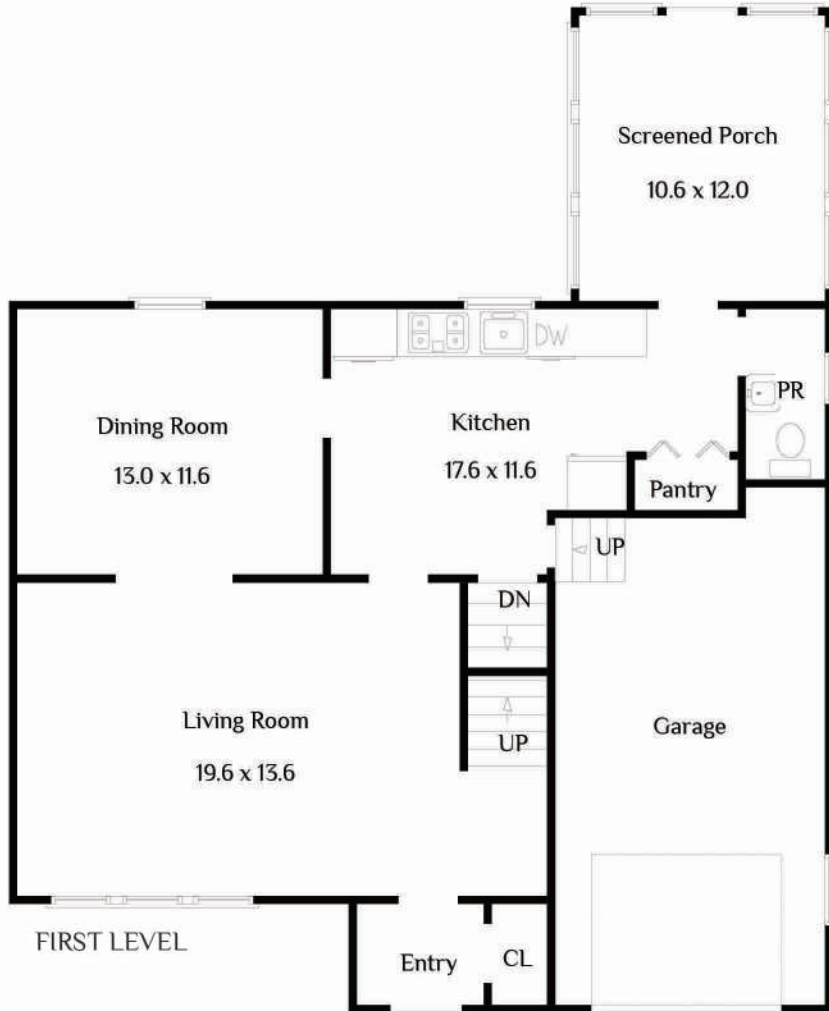 Screened Porch
10.6 x 12.0
DW
PR
Dining Room
13.0 x 11.6
Kitchen
17.6 x 11.6
Pantry
UP
DN
Living Room
19.6 x 13.6
UP
Garage
FIRST LEVEL
Entry
CL